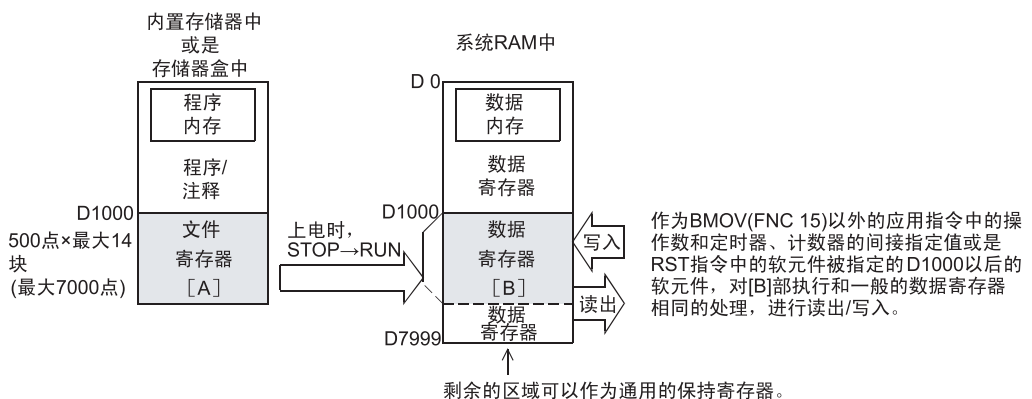 内置存储器中
或是
存储器盒中
程序
内存
程序/
注释
D1000
500点×最大14
块
(最大7000点)
文件
寄存器
［A］
上电时，
STOP→RUN
系统RAM中
D 0
数据
内存
数据
寄存器
D1000
数据
寄存器
［B］
数据
寄存器
D7999
写入
读出
作为BMOV(FNC 15)以外的应用指令中的操
作数和定时器、计数器的间接指定值或是
RST指令中的软元件被指定的D1000以后的
软元件，对[B]部执行和一般的数据寄存器
相同的处理，进行读出/写入。
剩余的区域可以作为通用的保持寄存器。